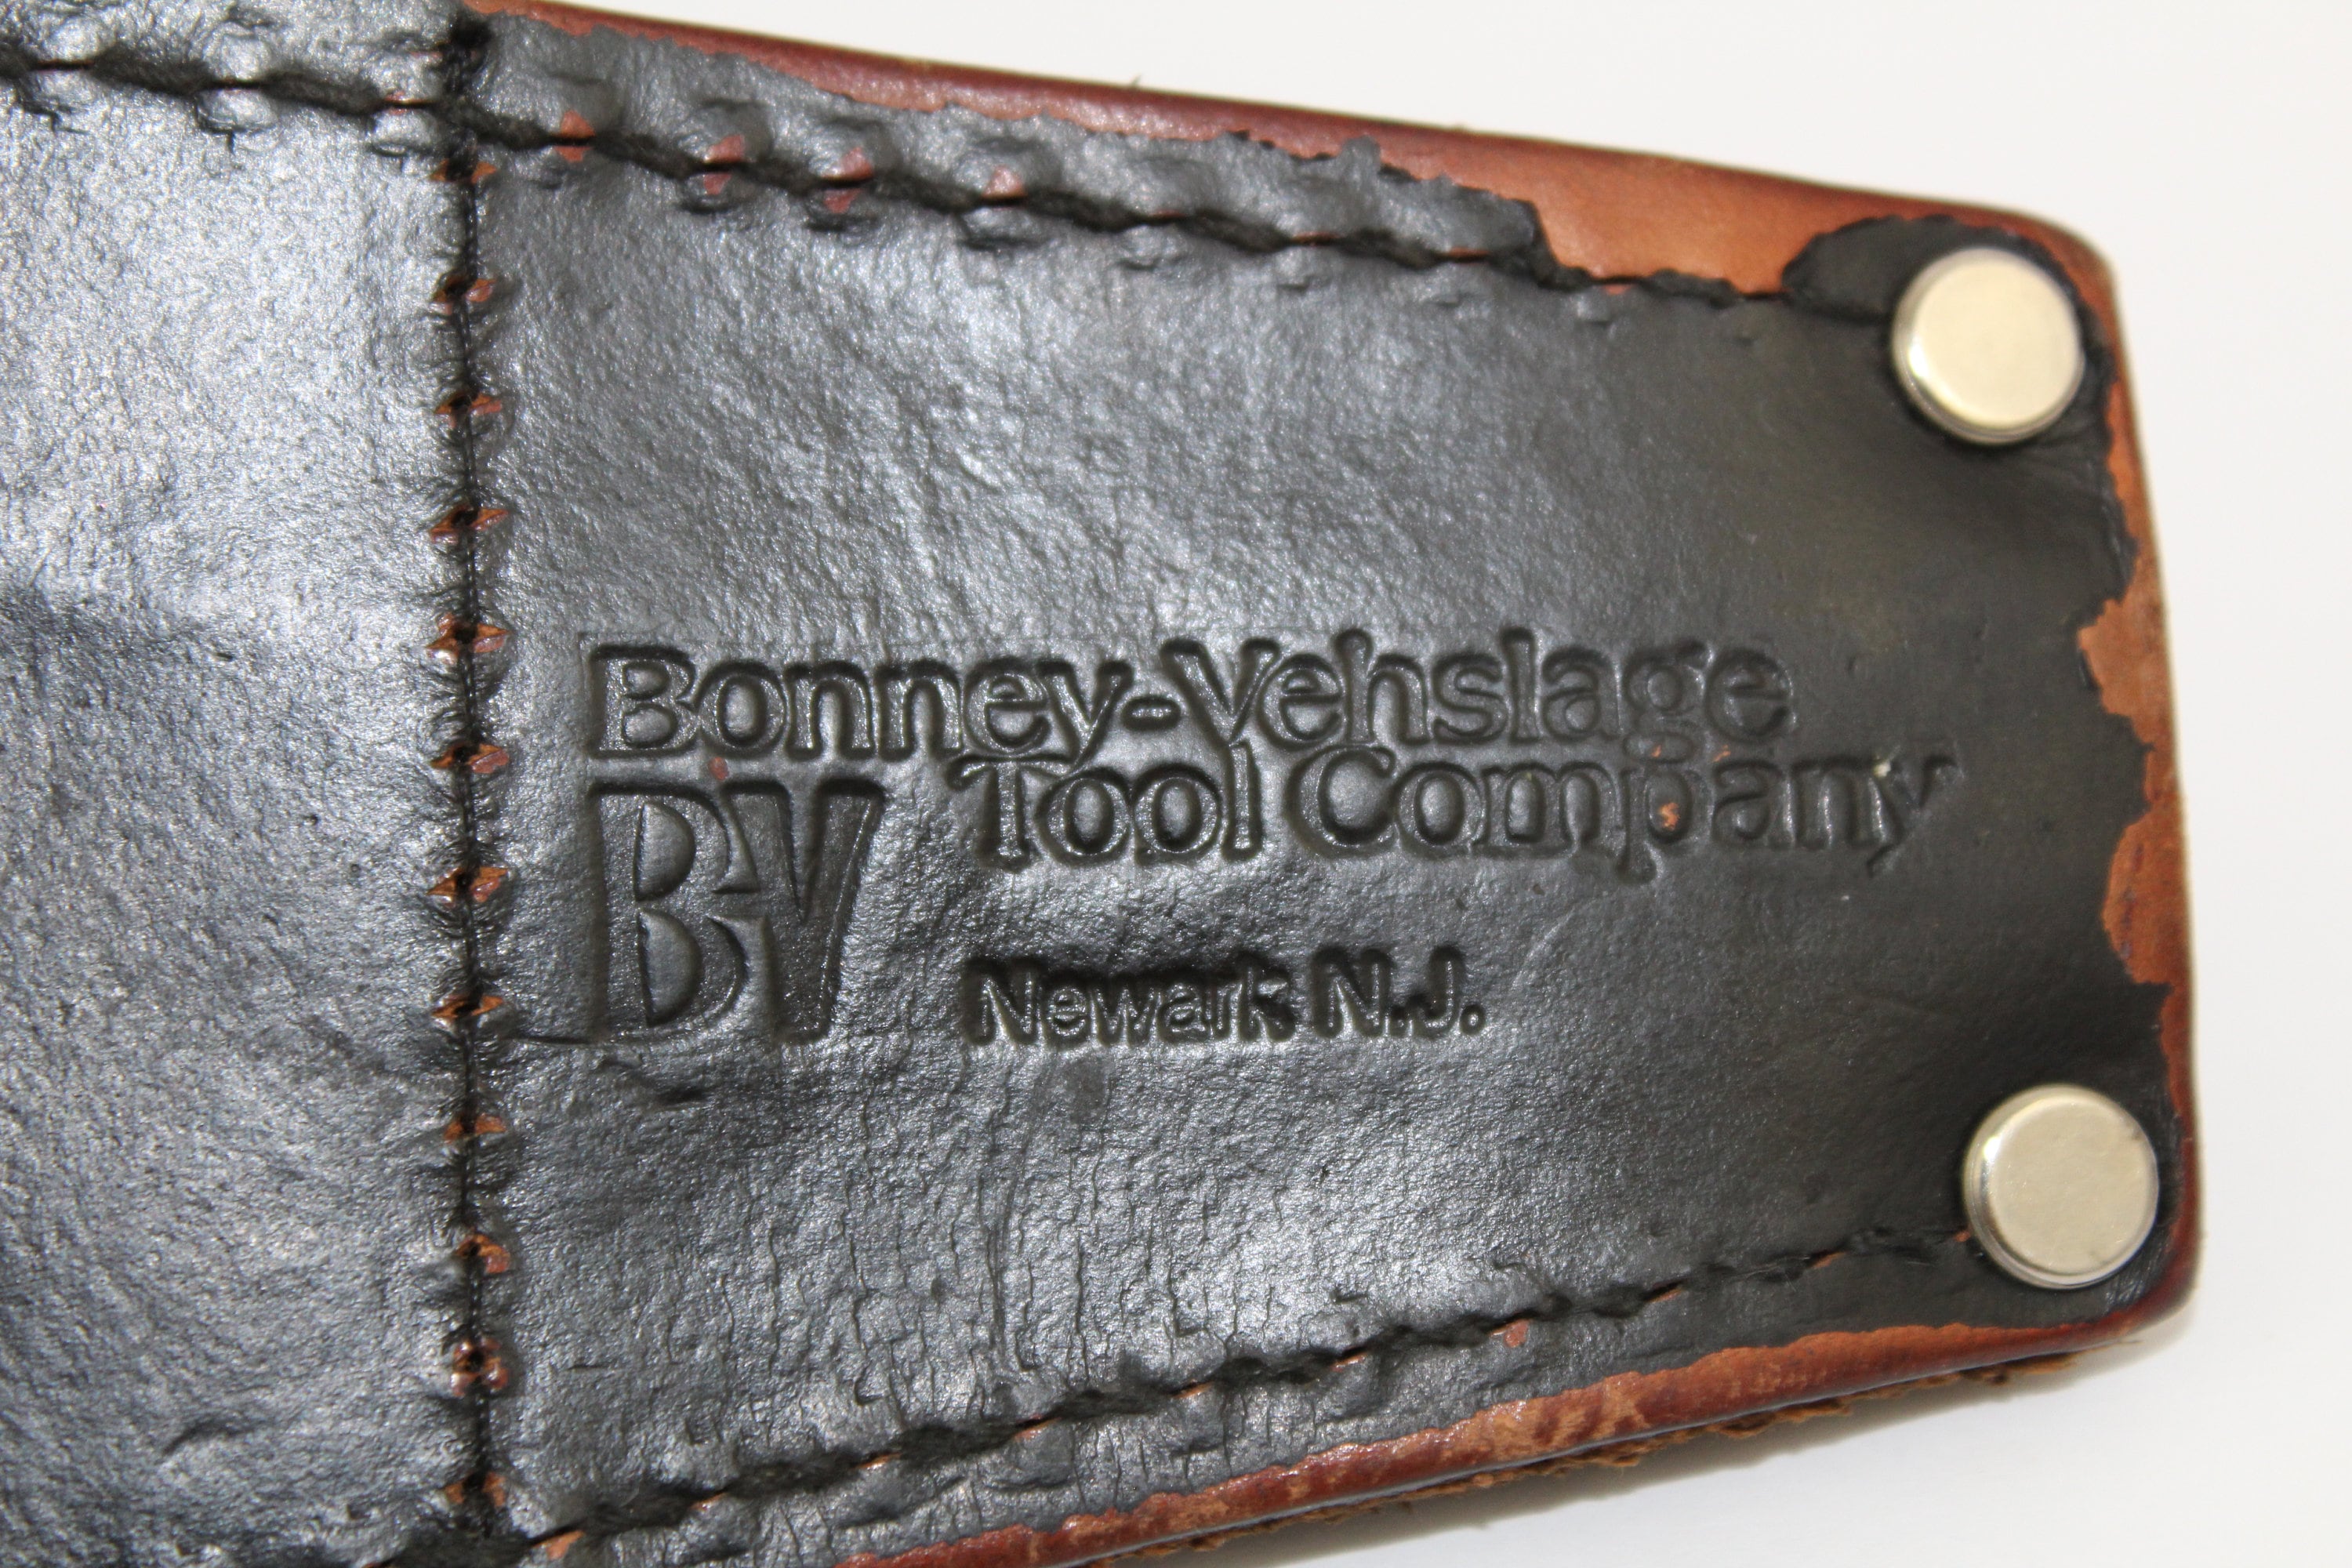 Bonney-Vehslage
Tool Company
BV
Newark N.J.